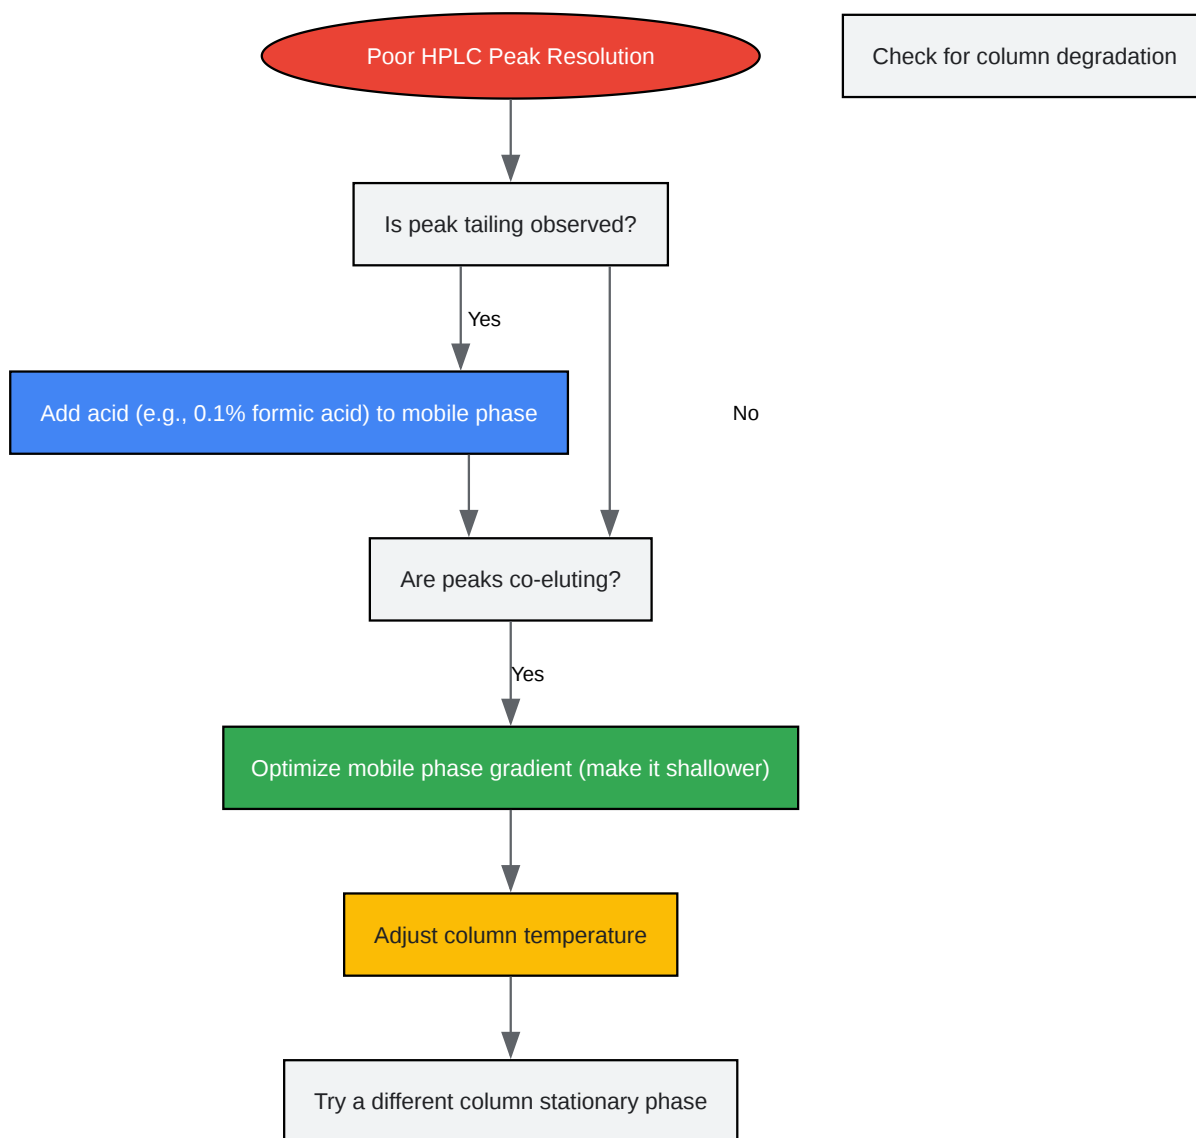 Poor HPLC Peak Resolution
Check for column degradation
Is peak tailing observed?
Yes
Add acid (e.g., 0.1% formic acid) to mobile phase
No
Are peaks co-eluting?
Yes
Optimize mobile phase gradient (make it shallower)
Adjust column temperature
Try a different column stationary phase